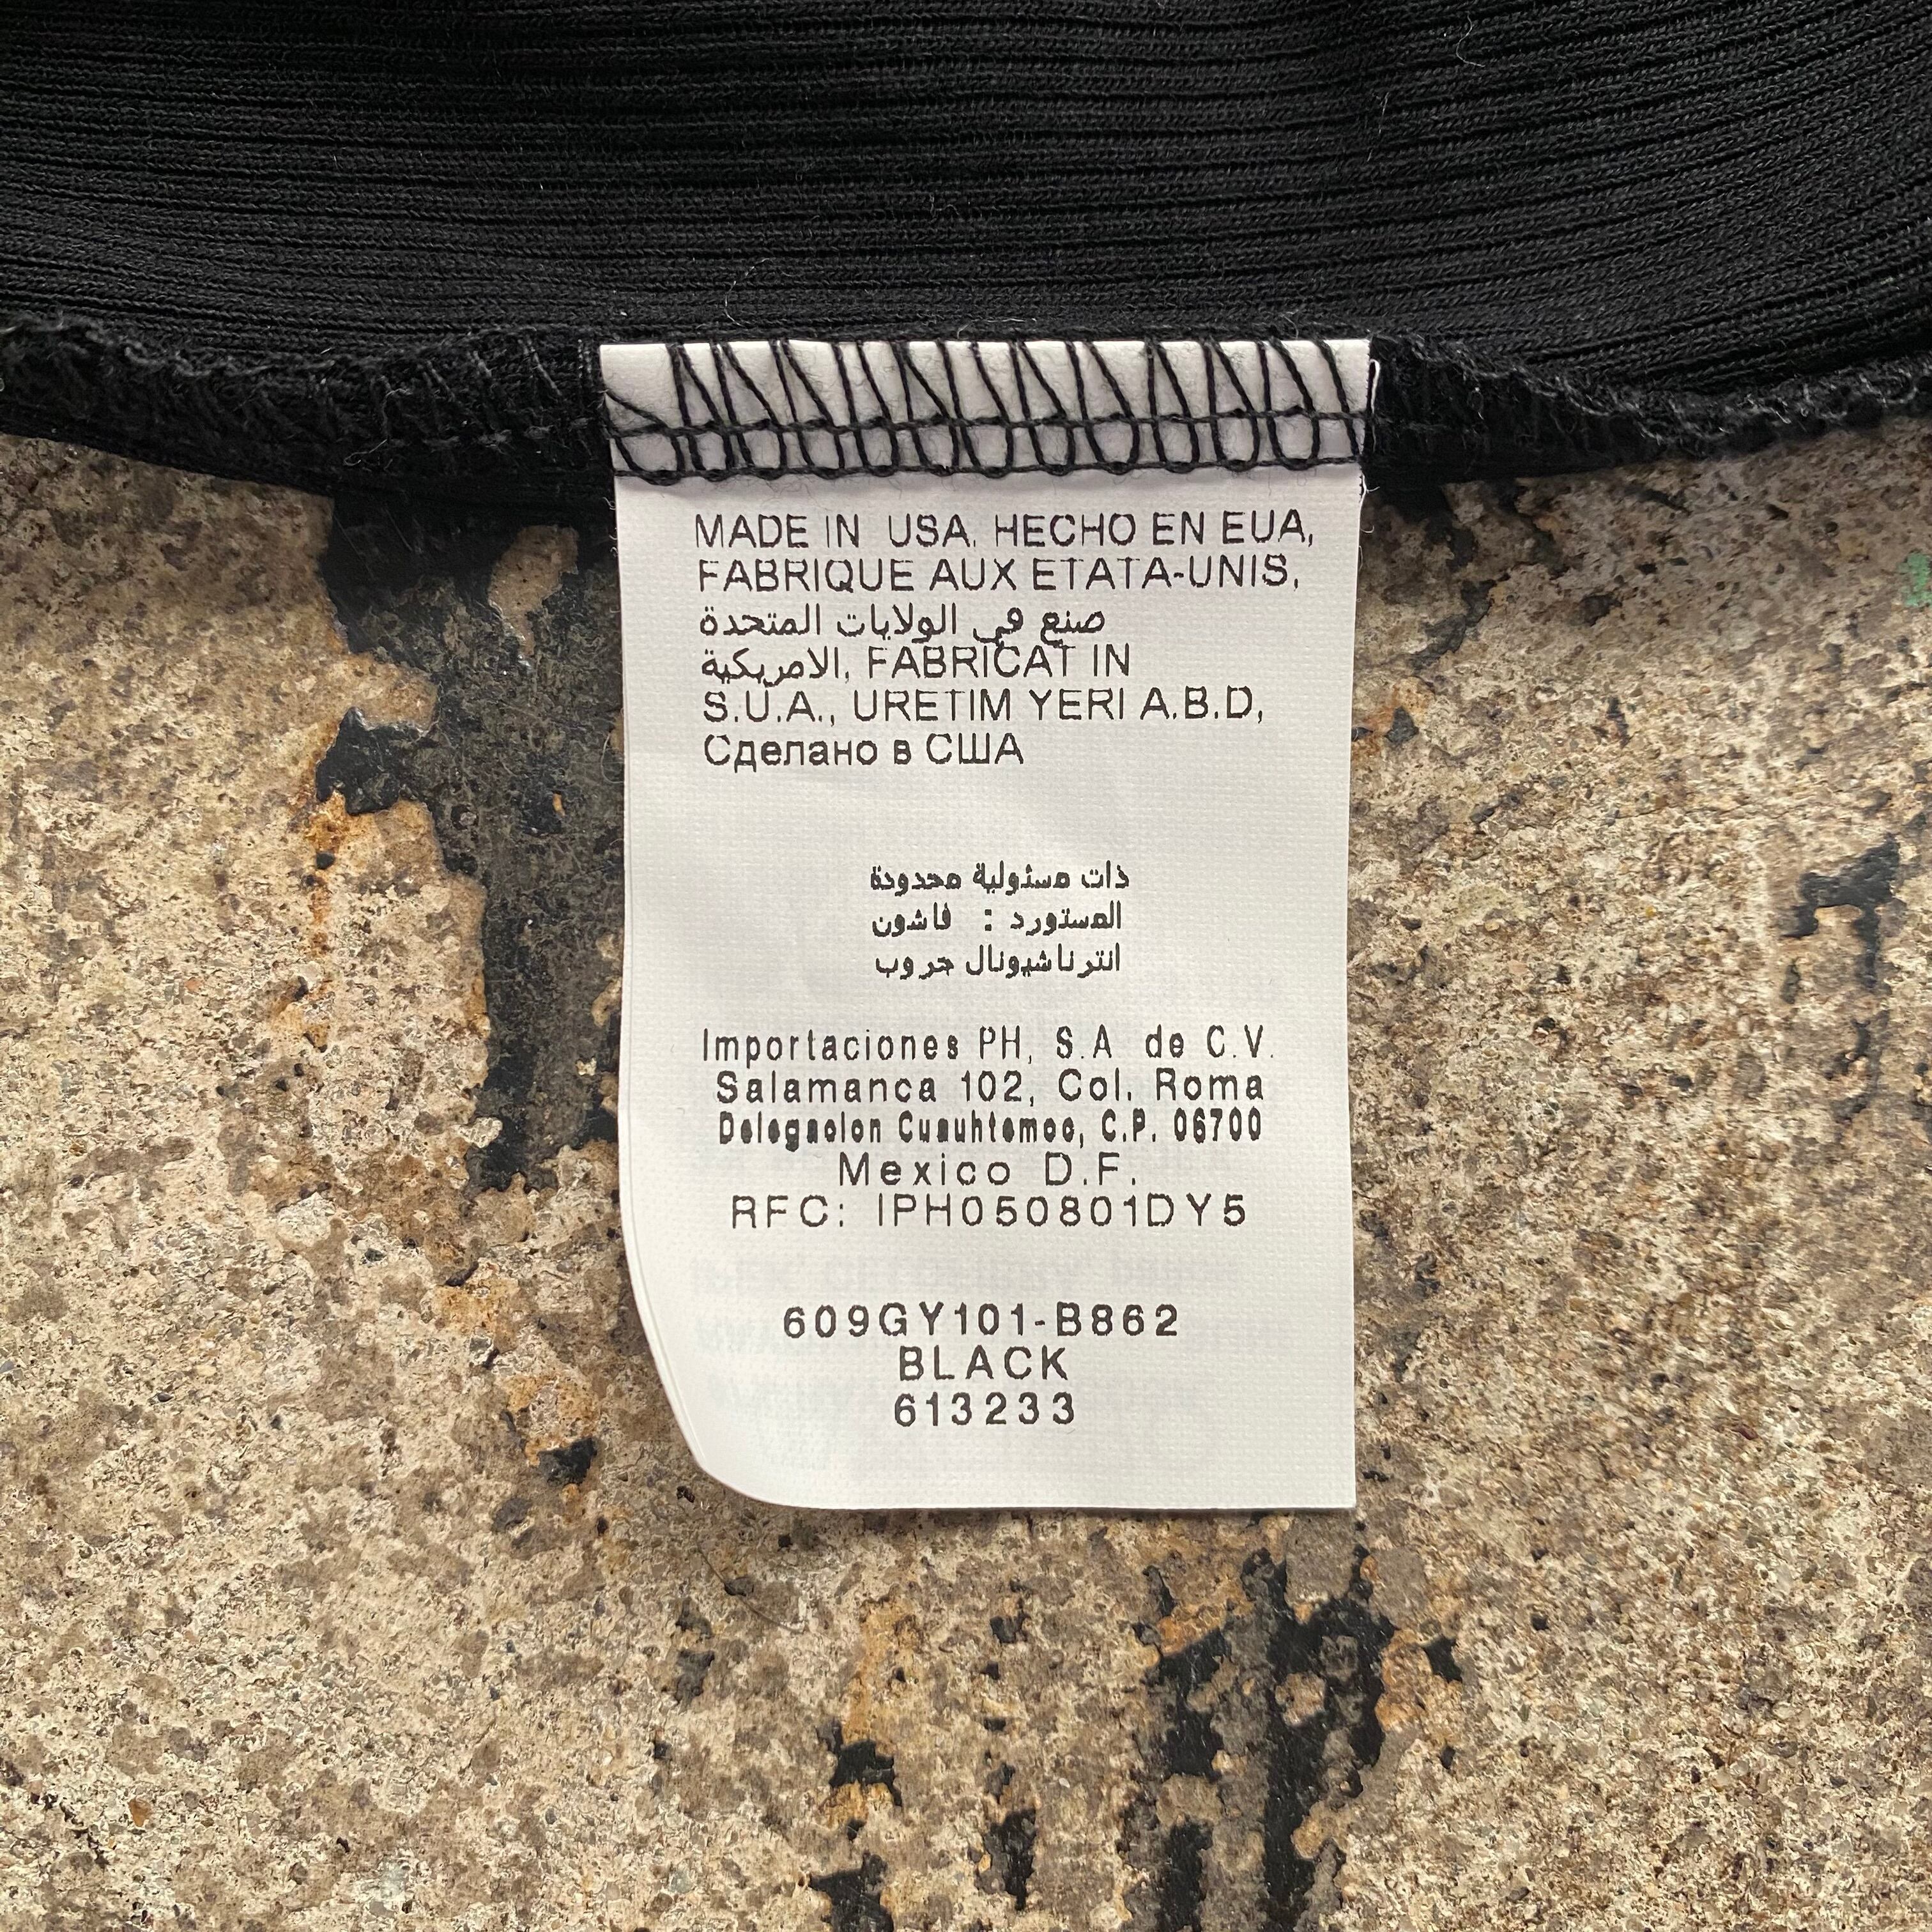 MADE IN USA, HECHO EN EUA,
FABRIQUE AUX ETATA-UNIS,
صنع في الولايات المتحدة
الامريكية, FABRICAT IN
S.U.A., URETIM YERI A.B.D,
Сделано в США
ذات مسئولية محدودة
المستورد : فاشون
انترناشيونال جروب
Importaciones PH, S.A de C.V.
Salamanca 102, Col. Roma
Delegacion Cuauhtemoc, C.P. 06700
Mexico D.F.
RFC: IPH050801DY5
609GY101-B862
BLACK
613233